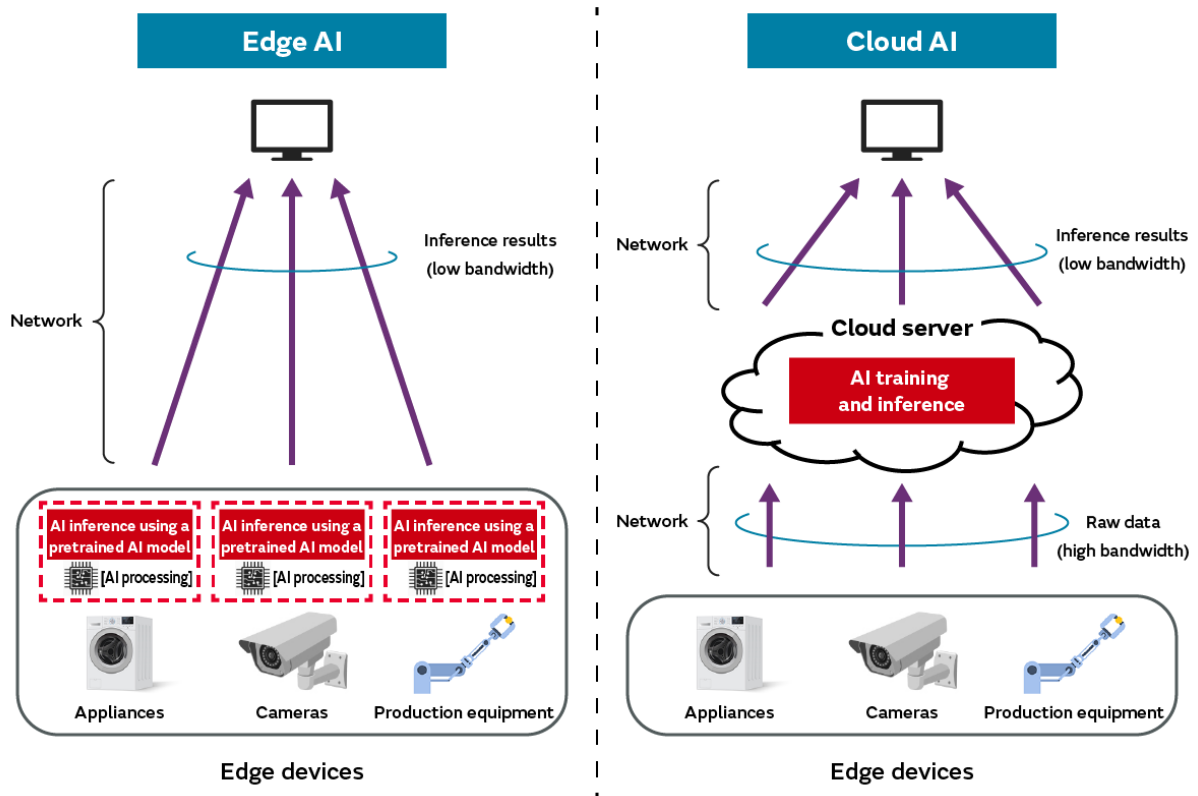 Edge AI
Inference results
(low bandwidth)
Network
AI inference using a
pretrained AI model
[AI processing]
AI inference using a
pretrained AI model
[AI processing]
AI inference using a
pretrained AI model
[AI processing]
Appliances
Cameras
Production equipment
Edge devices
Cloud AI
Network
Inference results
(low bandwidth)
Cloud server
AI training
and inference
Network
Raw data
(high bandwidth)
Appliances
Cameras
Production equipment
Edge devices